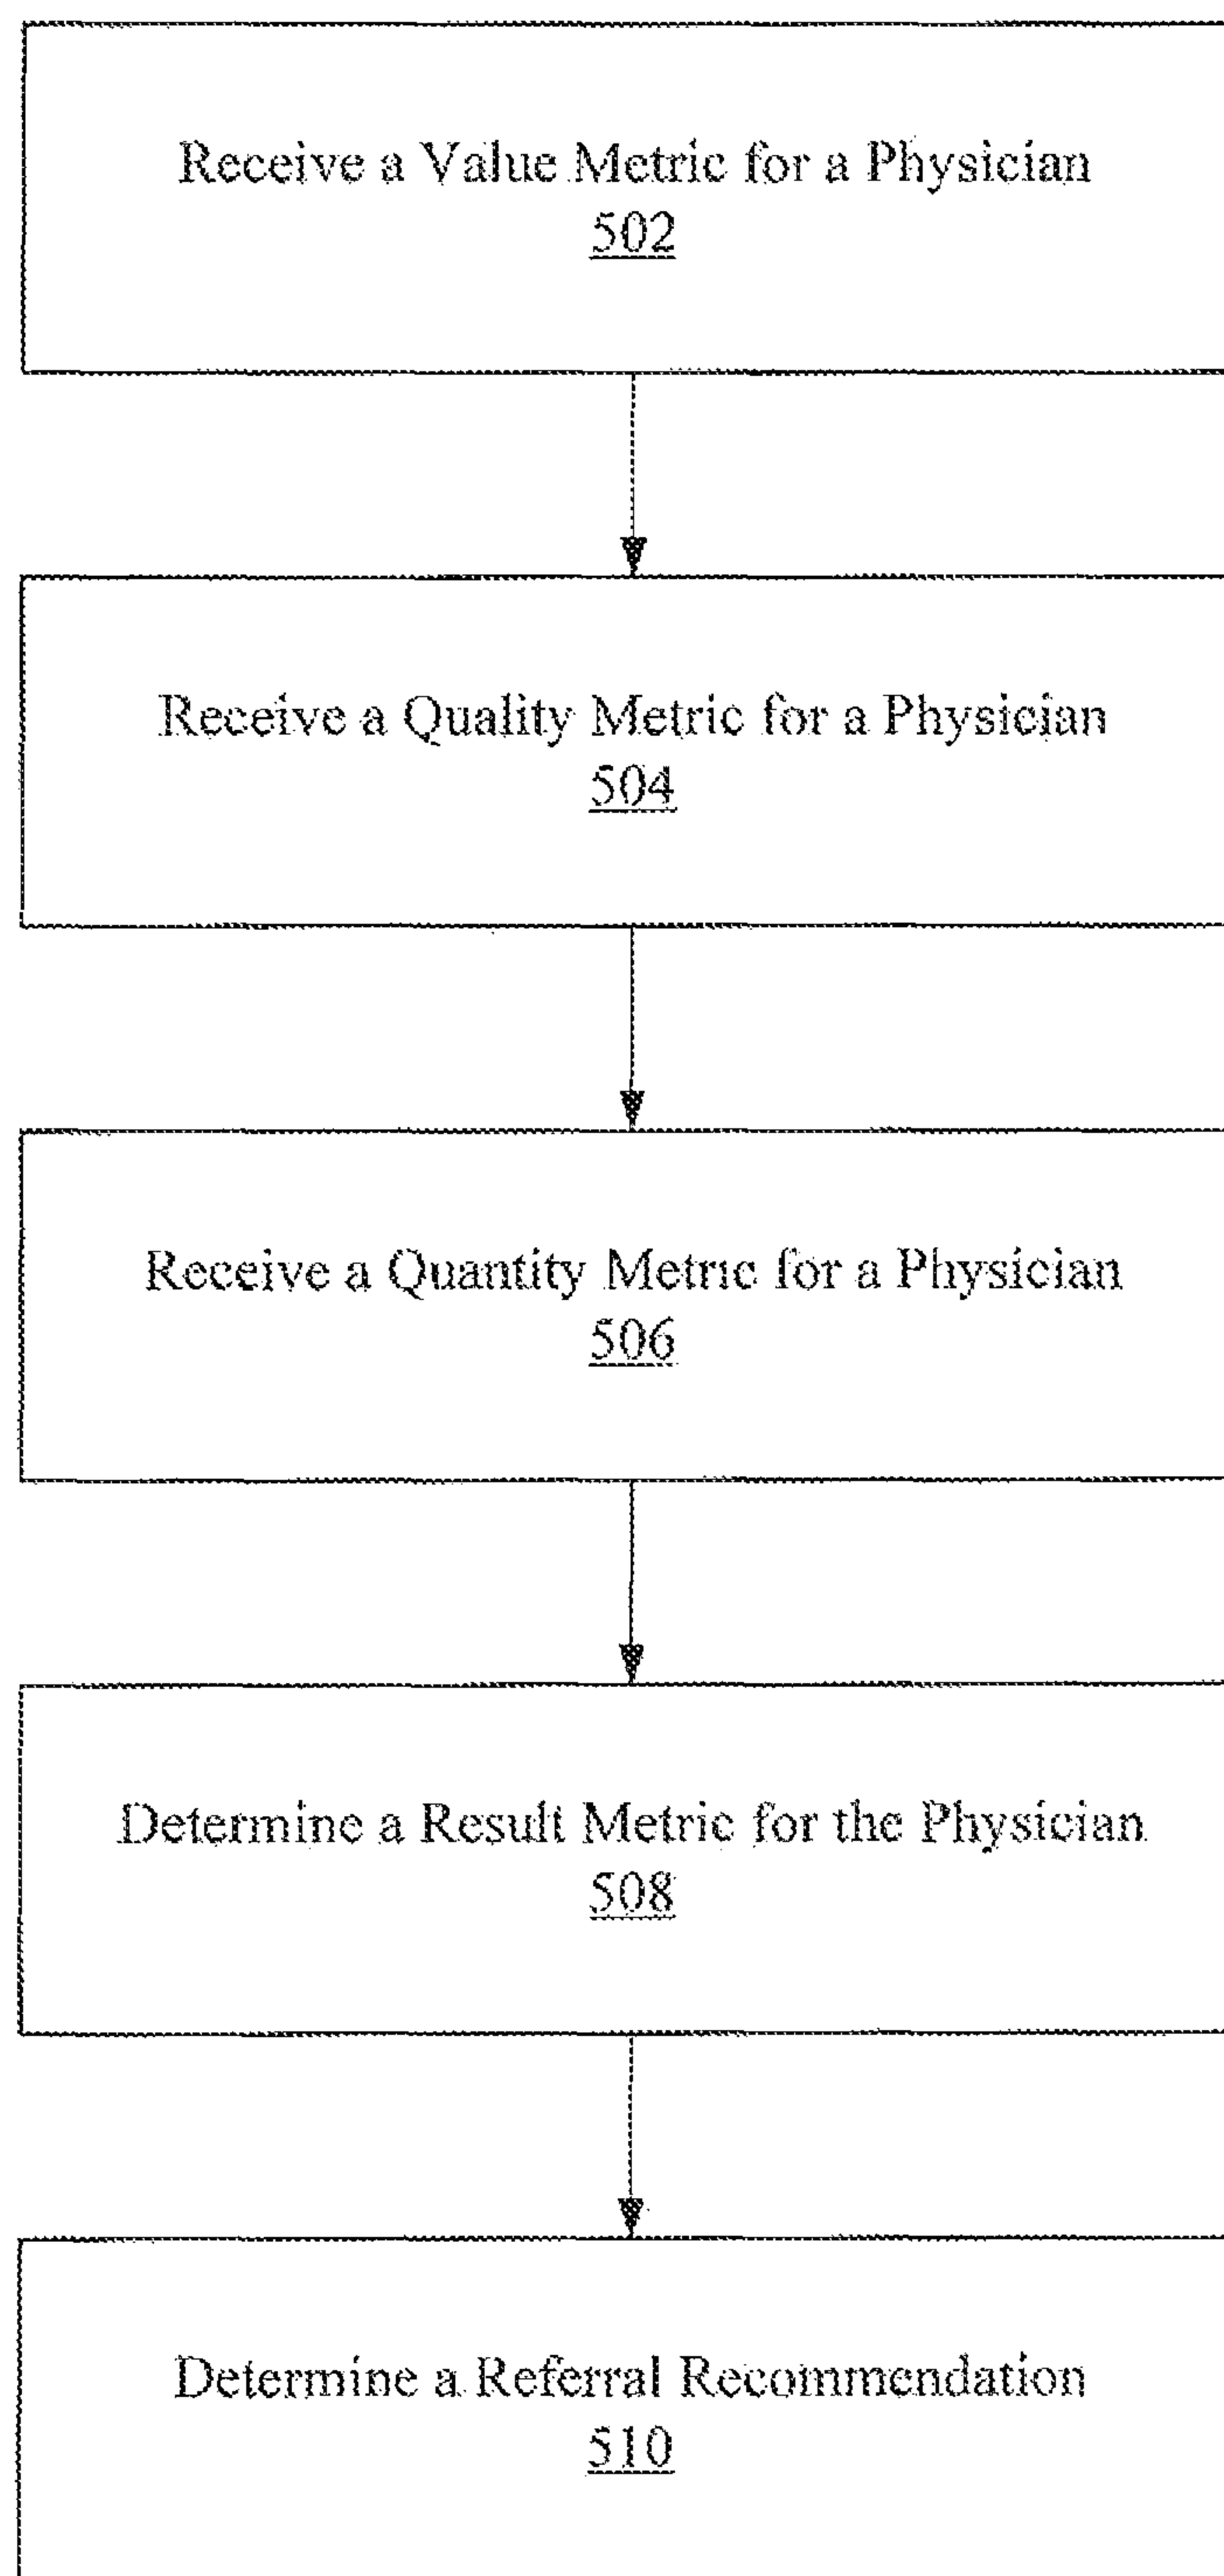 Receive a Value Metric for a Physician
502
Receive a Quality Metric for a Physician
504
Receive a Quantity Metric for a Physician
506
Determine a Result Metric for the Physician
508
Determine a Referral Recommendation
510